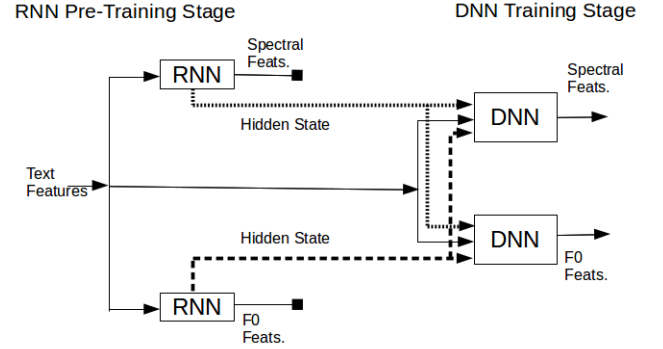 RNN Pre-Training Stage
DNN Training Stage
Spectral
Feats.
RNN
Spectral
Feats.
DNN
Hidden State
Text
Features
Hidden State
DNN
F0
Feats.
RNN
F0
Feats.